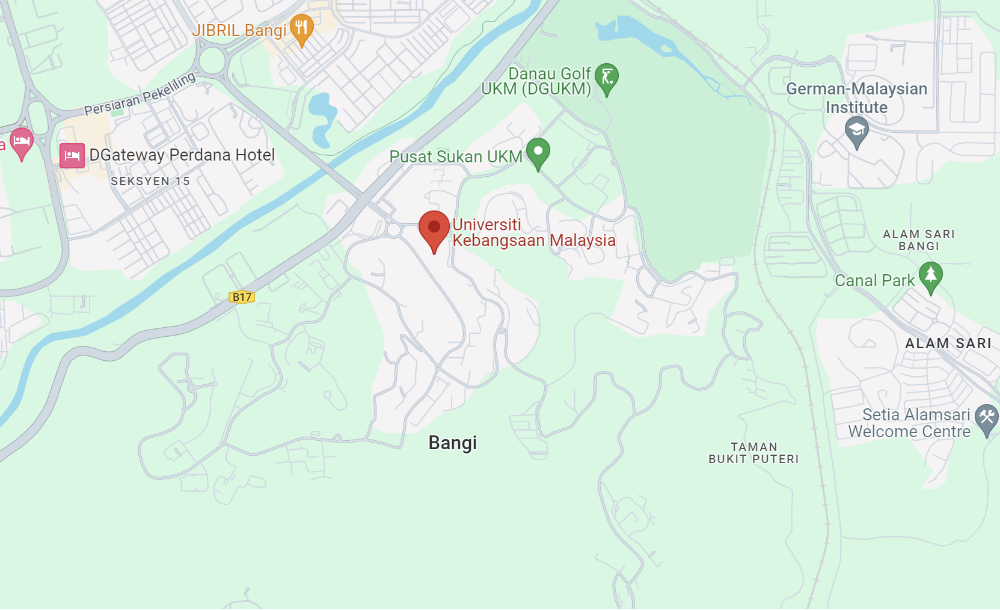 JIBRIL Bangi
Danau Golf
UKM (DGUKM)
German-Malaysian
Institute
Persiaran Pekeliling
a
DGateway Perdana Hotel
Pusat Sukan UKM
SEKSYEN 15
Universiti
Kebangsaan Malaysia
ALAM SARI
BANGI
Canal Park
B17
ALAM SARI
Setia Alamsari
Welcome Centre
Bangi
TAMAN
BUKIT PUTERI